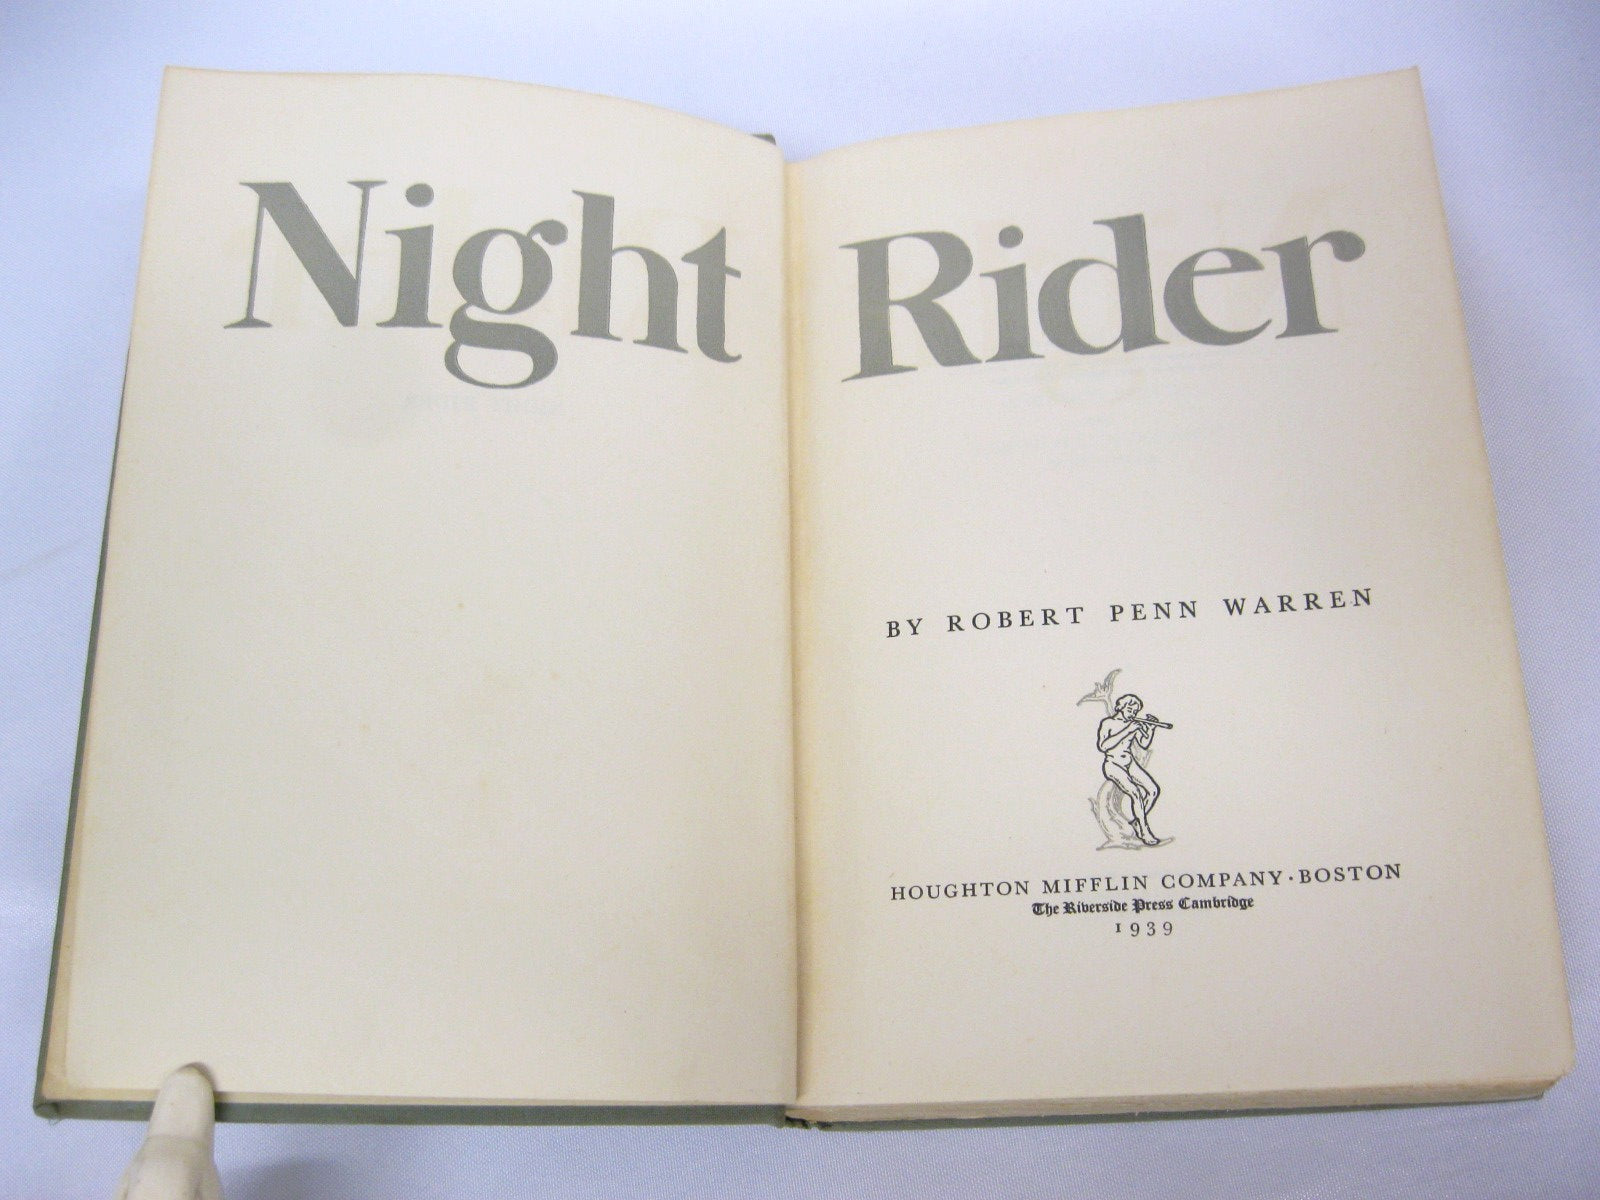 Night Rider
BY ROBERT PENN WARREN
HOUGHTON MIFFLIN COMPANY · BOSTON
The Riverside Press Cambridge
1939